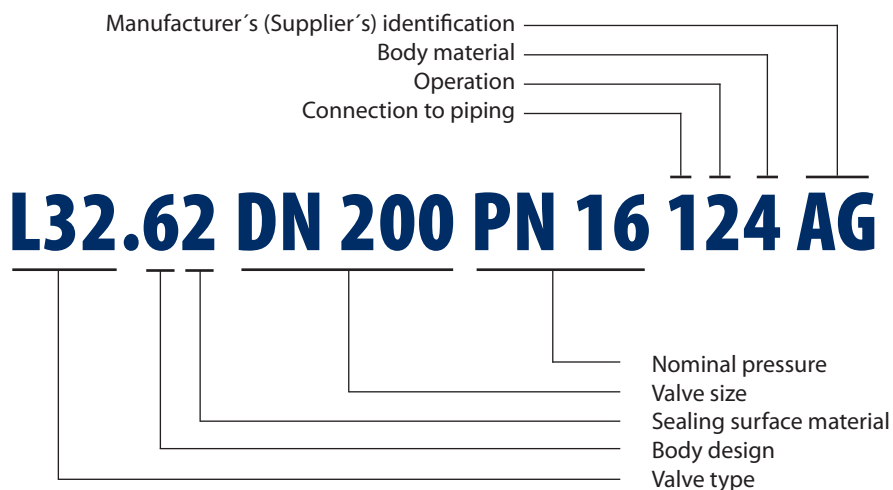 Manufacturer´s (Supplier´s) identification
Body material
Operation
Connection to piping
L32.62 DN 200 PN 16 124 AG
Nominal pressure
Valve size
Sealing surface material
Body design
Valve type